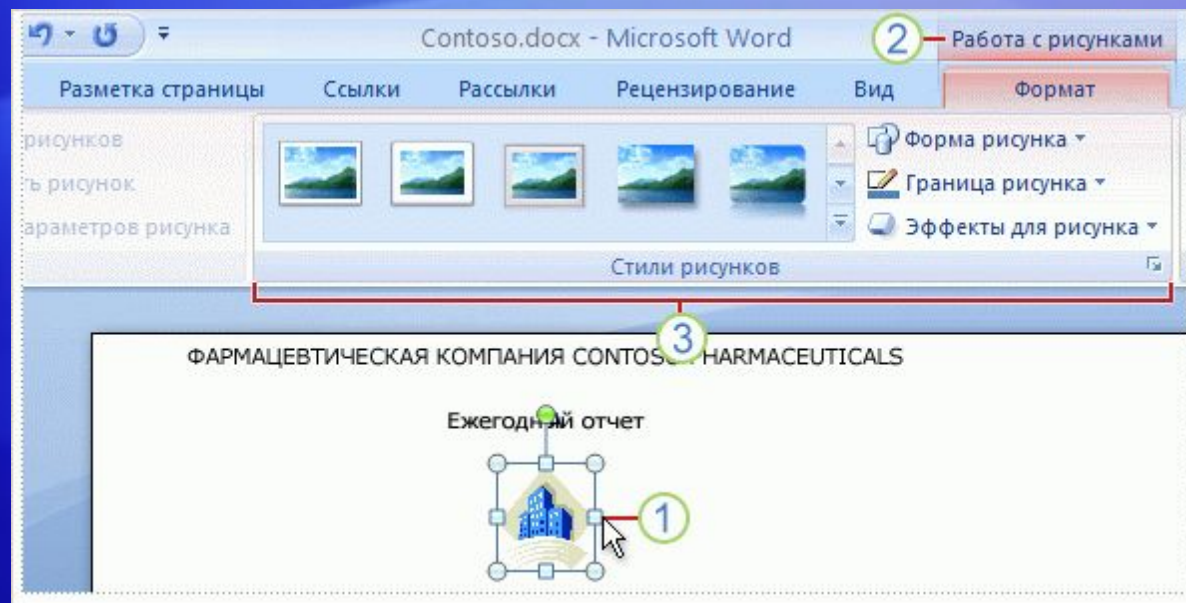 Contoso.docx - Microsoft Word
2
Работа с рисунками
Разметка страницы Ссылки Рассылки Рецензирование Вид Формат
рисунков
ь рисунок
араметров рисунка
Форма рисунка
Граница рисунка
Эффекты для рисунка
Стили рисунков
3
ФАРМАЦЕВТИЧЕСКАЯ КОМПАНИЯ CONTOSO PHARMACEUTICALS
Ежегодный отчет
1